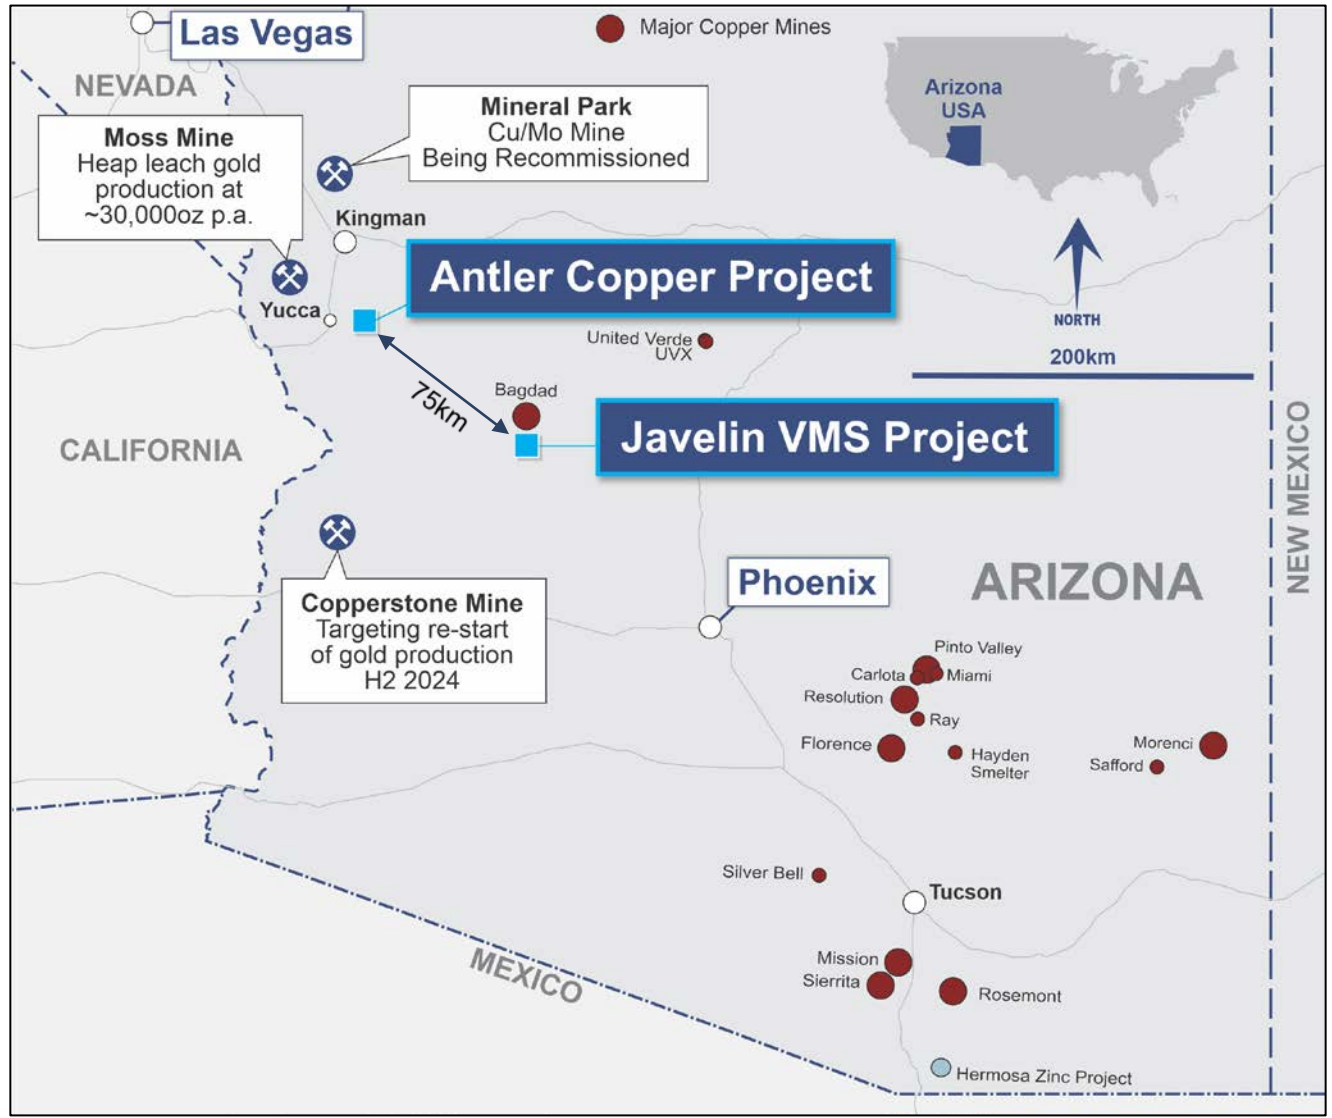 Las Vegas
Major Copper Mines
NEVADA
Arizona
USA
Mineral Park
Cu/Mo Mine
Being Recommissioned
Moss Mine
Heap leach gold
production at
~30,000oz p.a.
Kingman
Antler Copper Project
Yucca
NORTH
200km
United Verde
UVX
75km
Bagdad
Javelin VMS Project
CALIFORNIA
NEW MEXICO
ARIZONA
Phoenix
Copperstone Mine
Targeting re-start
of gold production
H2 2024
Pinto Valley
Carlota
Miami
Resolution
Ray
Florence
Hayden
Smelter
Morenci
Safford
Silver Bell
Tucson
MEXICO
Mission
Sierrita
Rosemont
Hermosa Zinc Project